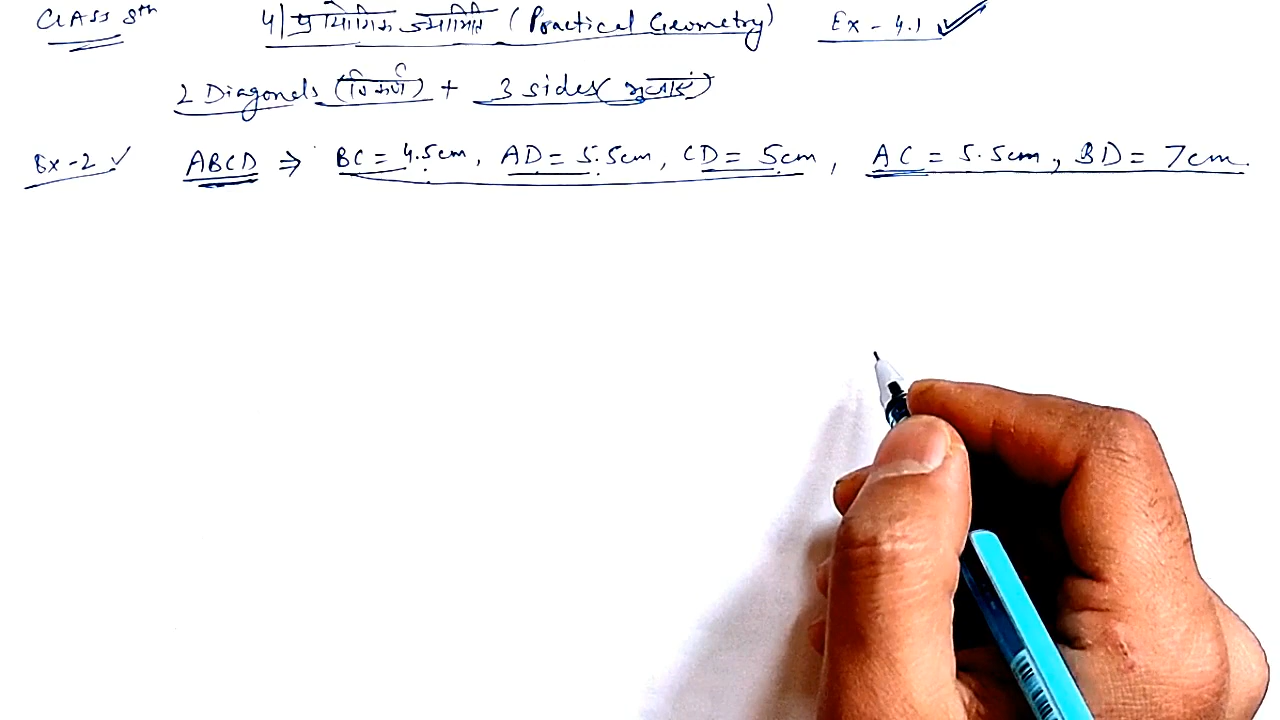 CLASS 8th 4) प्रायोगिक ज्यामिति (Practical Geometry) Ex - 4.1 ✓
2 Diagonals (विकर्ण) + 3 sides (भुजाएं)
Ex - 2 ✓ ABCD ⇒ BC = 4.5cm, AD = 5.5cm, CD = 5cm, AC = 5.5cm, BD = 7cm.